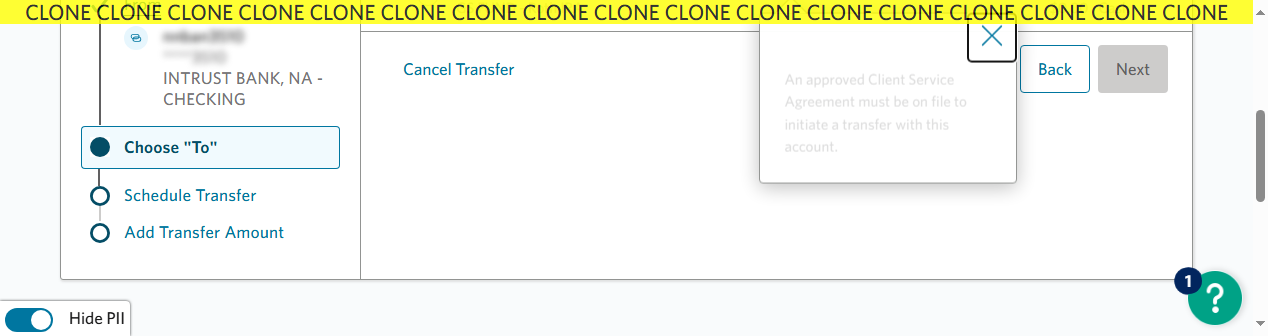 CLONE CLONE CLONE CLONE CLONE CLONE CLONE CLONE CLONE CLONE CLONE CLONE CLONE CLONE CLONE CLONE CLONE
INTRUST BANK, NA -
CHECKING
Choose "To"
Schedule Transfer
Add Transfer Amount
Cancel Transfer
An approved Client Service
Agreement must be on file to
initiate a transfer with this
account.
Back
Next
1
?
Hide PII